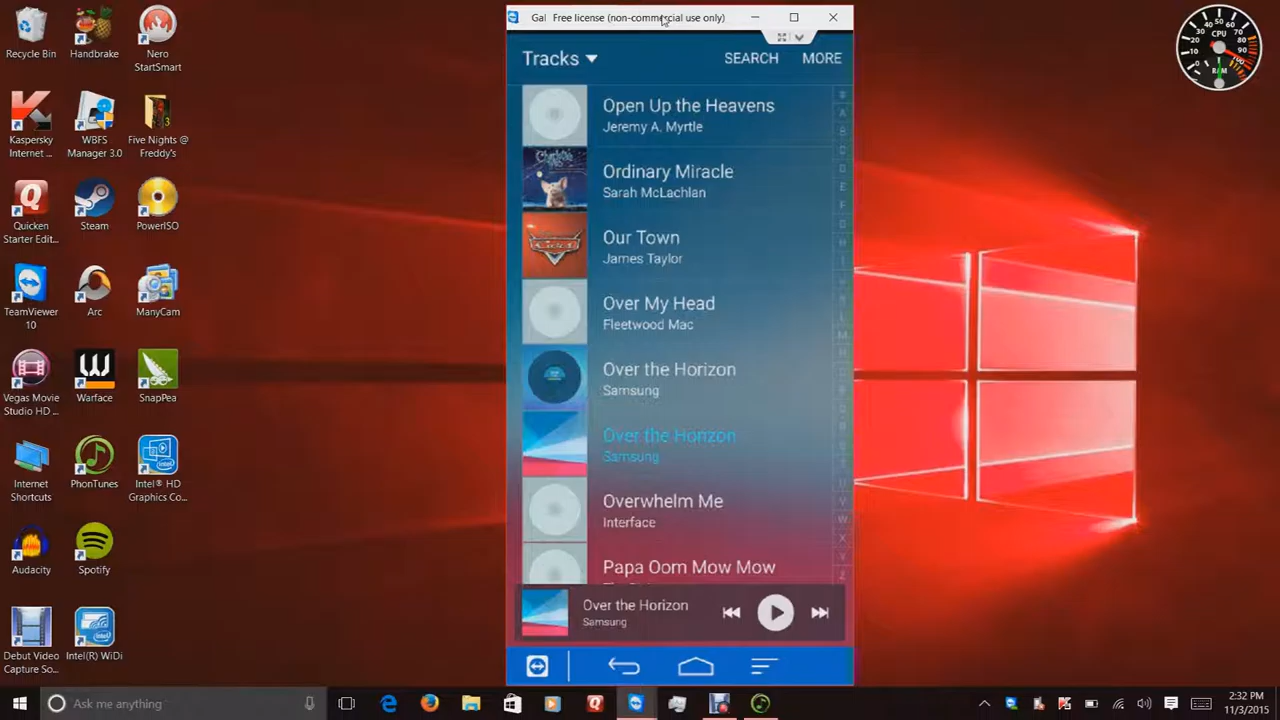 Gal Free license (non-commercial use only)
Tracks
SEARCH
MORE
Open Up the Heavens
Jeremy A. Myrtle
Ordinary Miracle
Sarah McLachlan
Our Town
James Taylor
Over My Head
Fleetwood Mac
Over the Horizon
Samsung
Over the Horizon
Samsung
Overwhelm Me
Interface
Papa Oom Mow Mow
Over the Horizon
Samsung
Recycle Bin
Handbrake
Nero
StartSmart
Kaspersky
Internet ...
WBFS
Manager 3.0
Five Nights @
Freddy's
Quicken
Starter Edit...
Steam
PowerISO
TeamViewer
10
Arc
ManyCam
Vegas Movie
Studio HD ...
Warface
SnapPea
Internet
Shortcuts
PhonTunes
Intel® HD
Graphics Co...
Audacity
Spotify
Debut Video
Capture So...
Intel(R) WiDi
CPU
RAM
Ask me anything
2:32 PM
11/3/2015